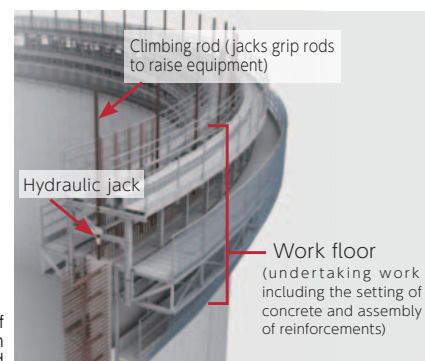 Climbing rod (jacks grip rods
to raise equipment)
Hydraulic jack
Work floor
(undertaking work
including the setting of
concrete and assembly
of reinforcements)